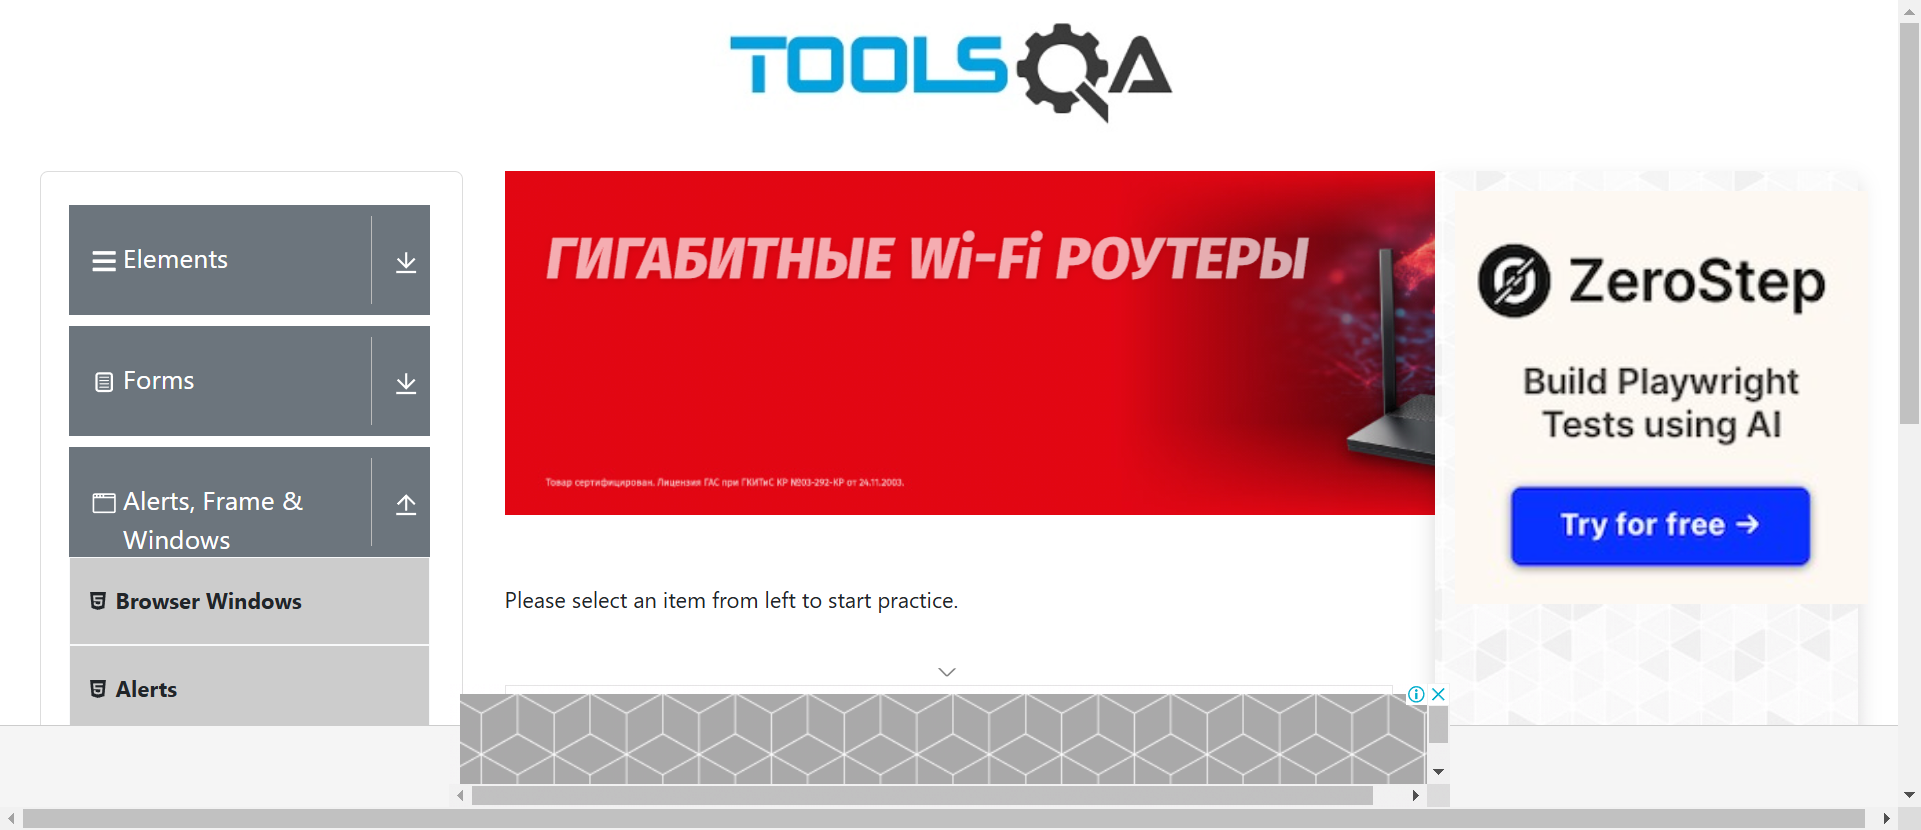 TOOLSQA
Elements
Forms
Alerts, Frame &
Windows
Browser Windows
Alerts
ГИГАБИТНЫЕ Wi-Fi РОУТЕРЫ
Товар сертифицирован. Лицензия ГАС при ГКИТиС КР №03-292-КР от 24.11.2003.
Please select an item from left to start practice.
ZeroStep
Build Playwright
Tests using AI
Try for free →